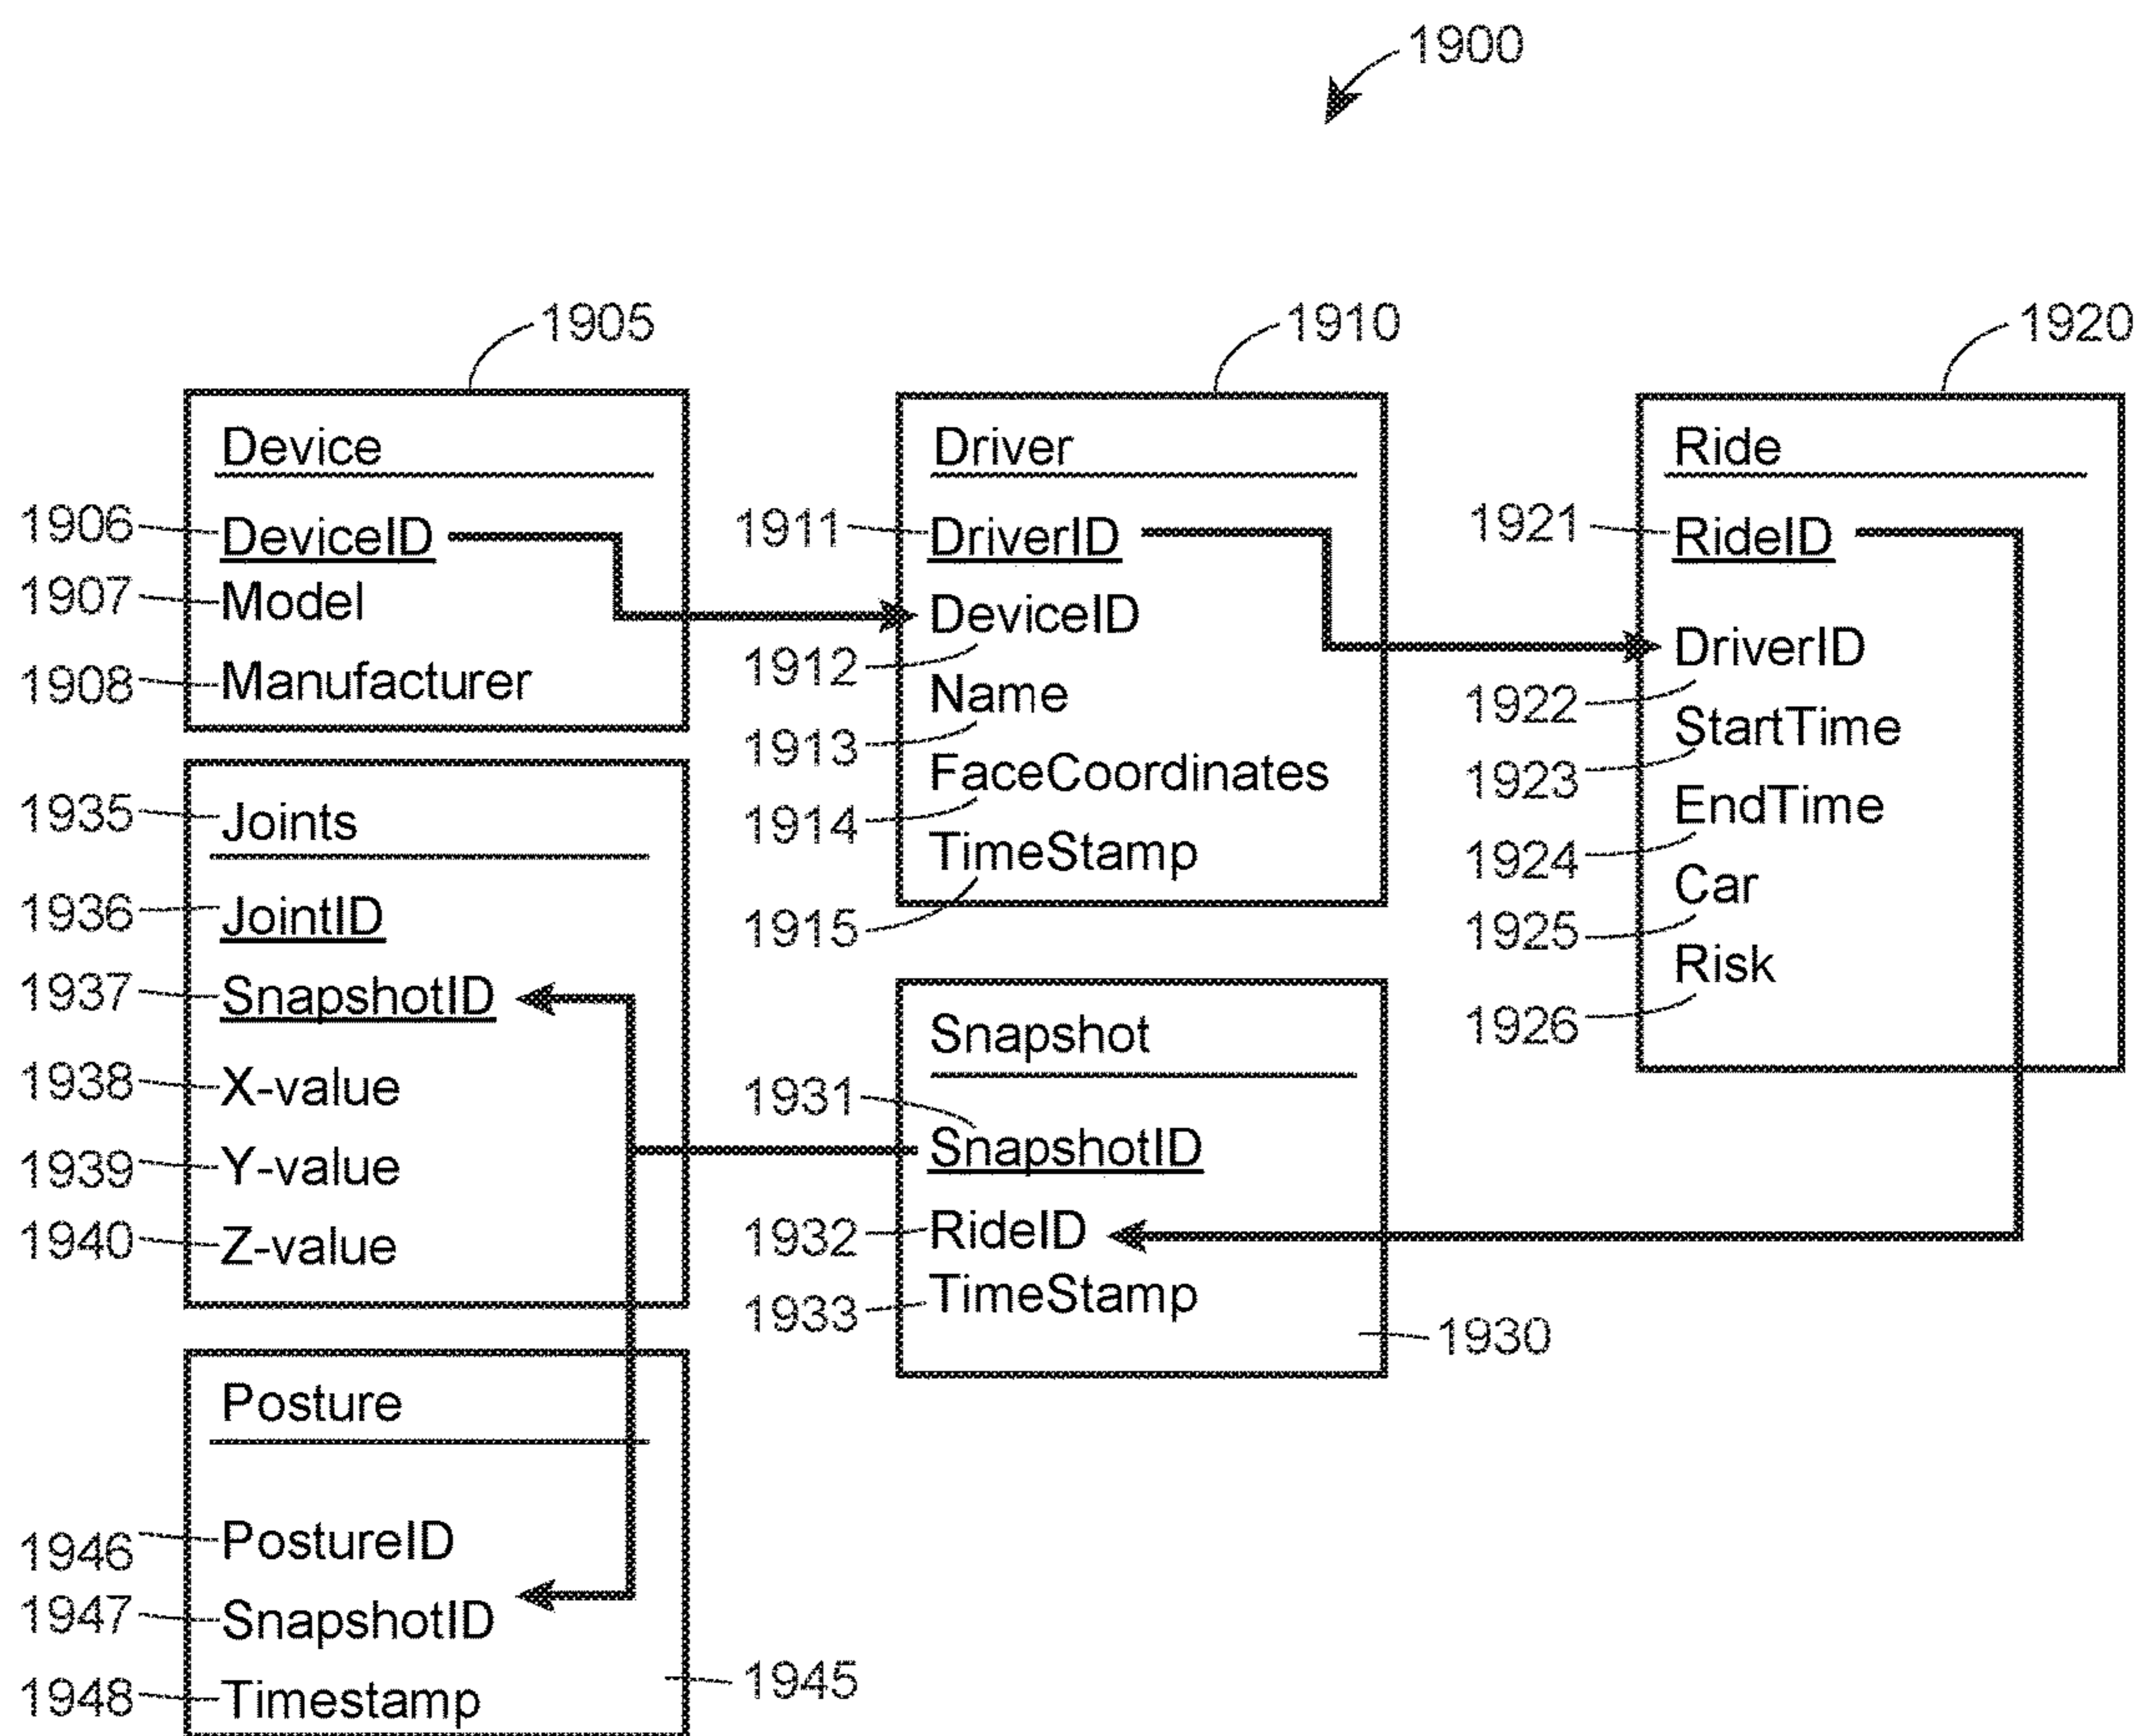 1900
1905
Device
1906 DeviceID
1907 Model
1908 Manufacturer
1910
Driver
1911 DriverID
DeviceID
1912
Name
1913
FaceCoordinates
1914
TimeStamp
1915
1920
Ride
1921 RideID
DriverID
1922
StartTime
1923
EndTime
1924
Car
1925
Risk
1926
1935 Joints
1936 JointID
1937 SnapshotID
1938 X-value
1939 Y-value
1940 Z-value
Snapshot
1931
SnapshotID
1932 RideID
1933 TimeStamp
1930
Posture
1946 PostureID
1947 SnapshotID
1948 Timestamp
1945